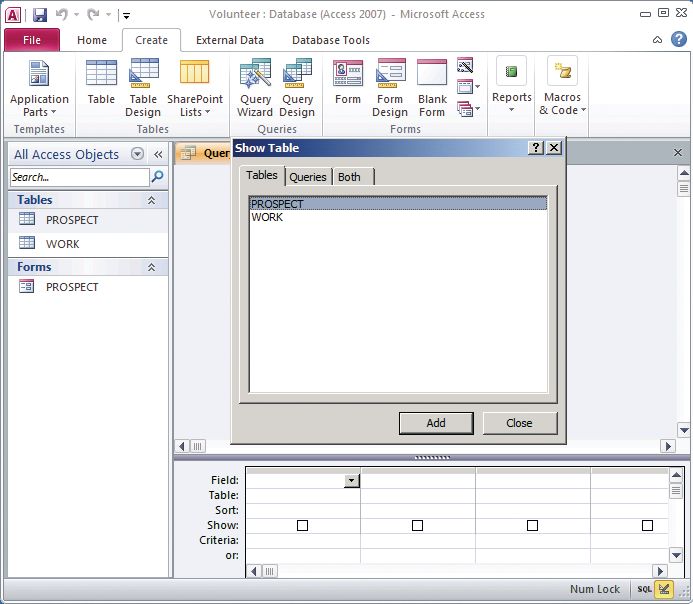 Volunteer : Database (Access 2007) - Microsoft Access
File Home Create External Data Database Tools
Application Parts
Table
Table Design
SharePoint Lists
Query Wizard
Query Design
Form
Form Design
Blank Form
Reports
Macros & Code
Templates Tables Queries Forms
All Access Objects
Search...
Tables
PROSPECT
WORK
Forms
PROSPECT
Show Table
Tables Queries Both
PROSPECT
WORK
Add Close
Field:
Table:
Sort:
Show:
Criteria:
or:
Num Lock SQL